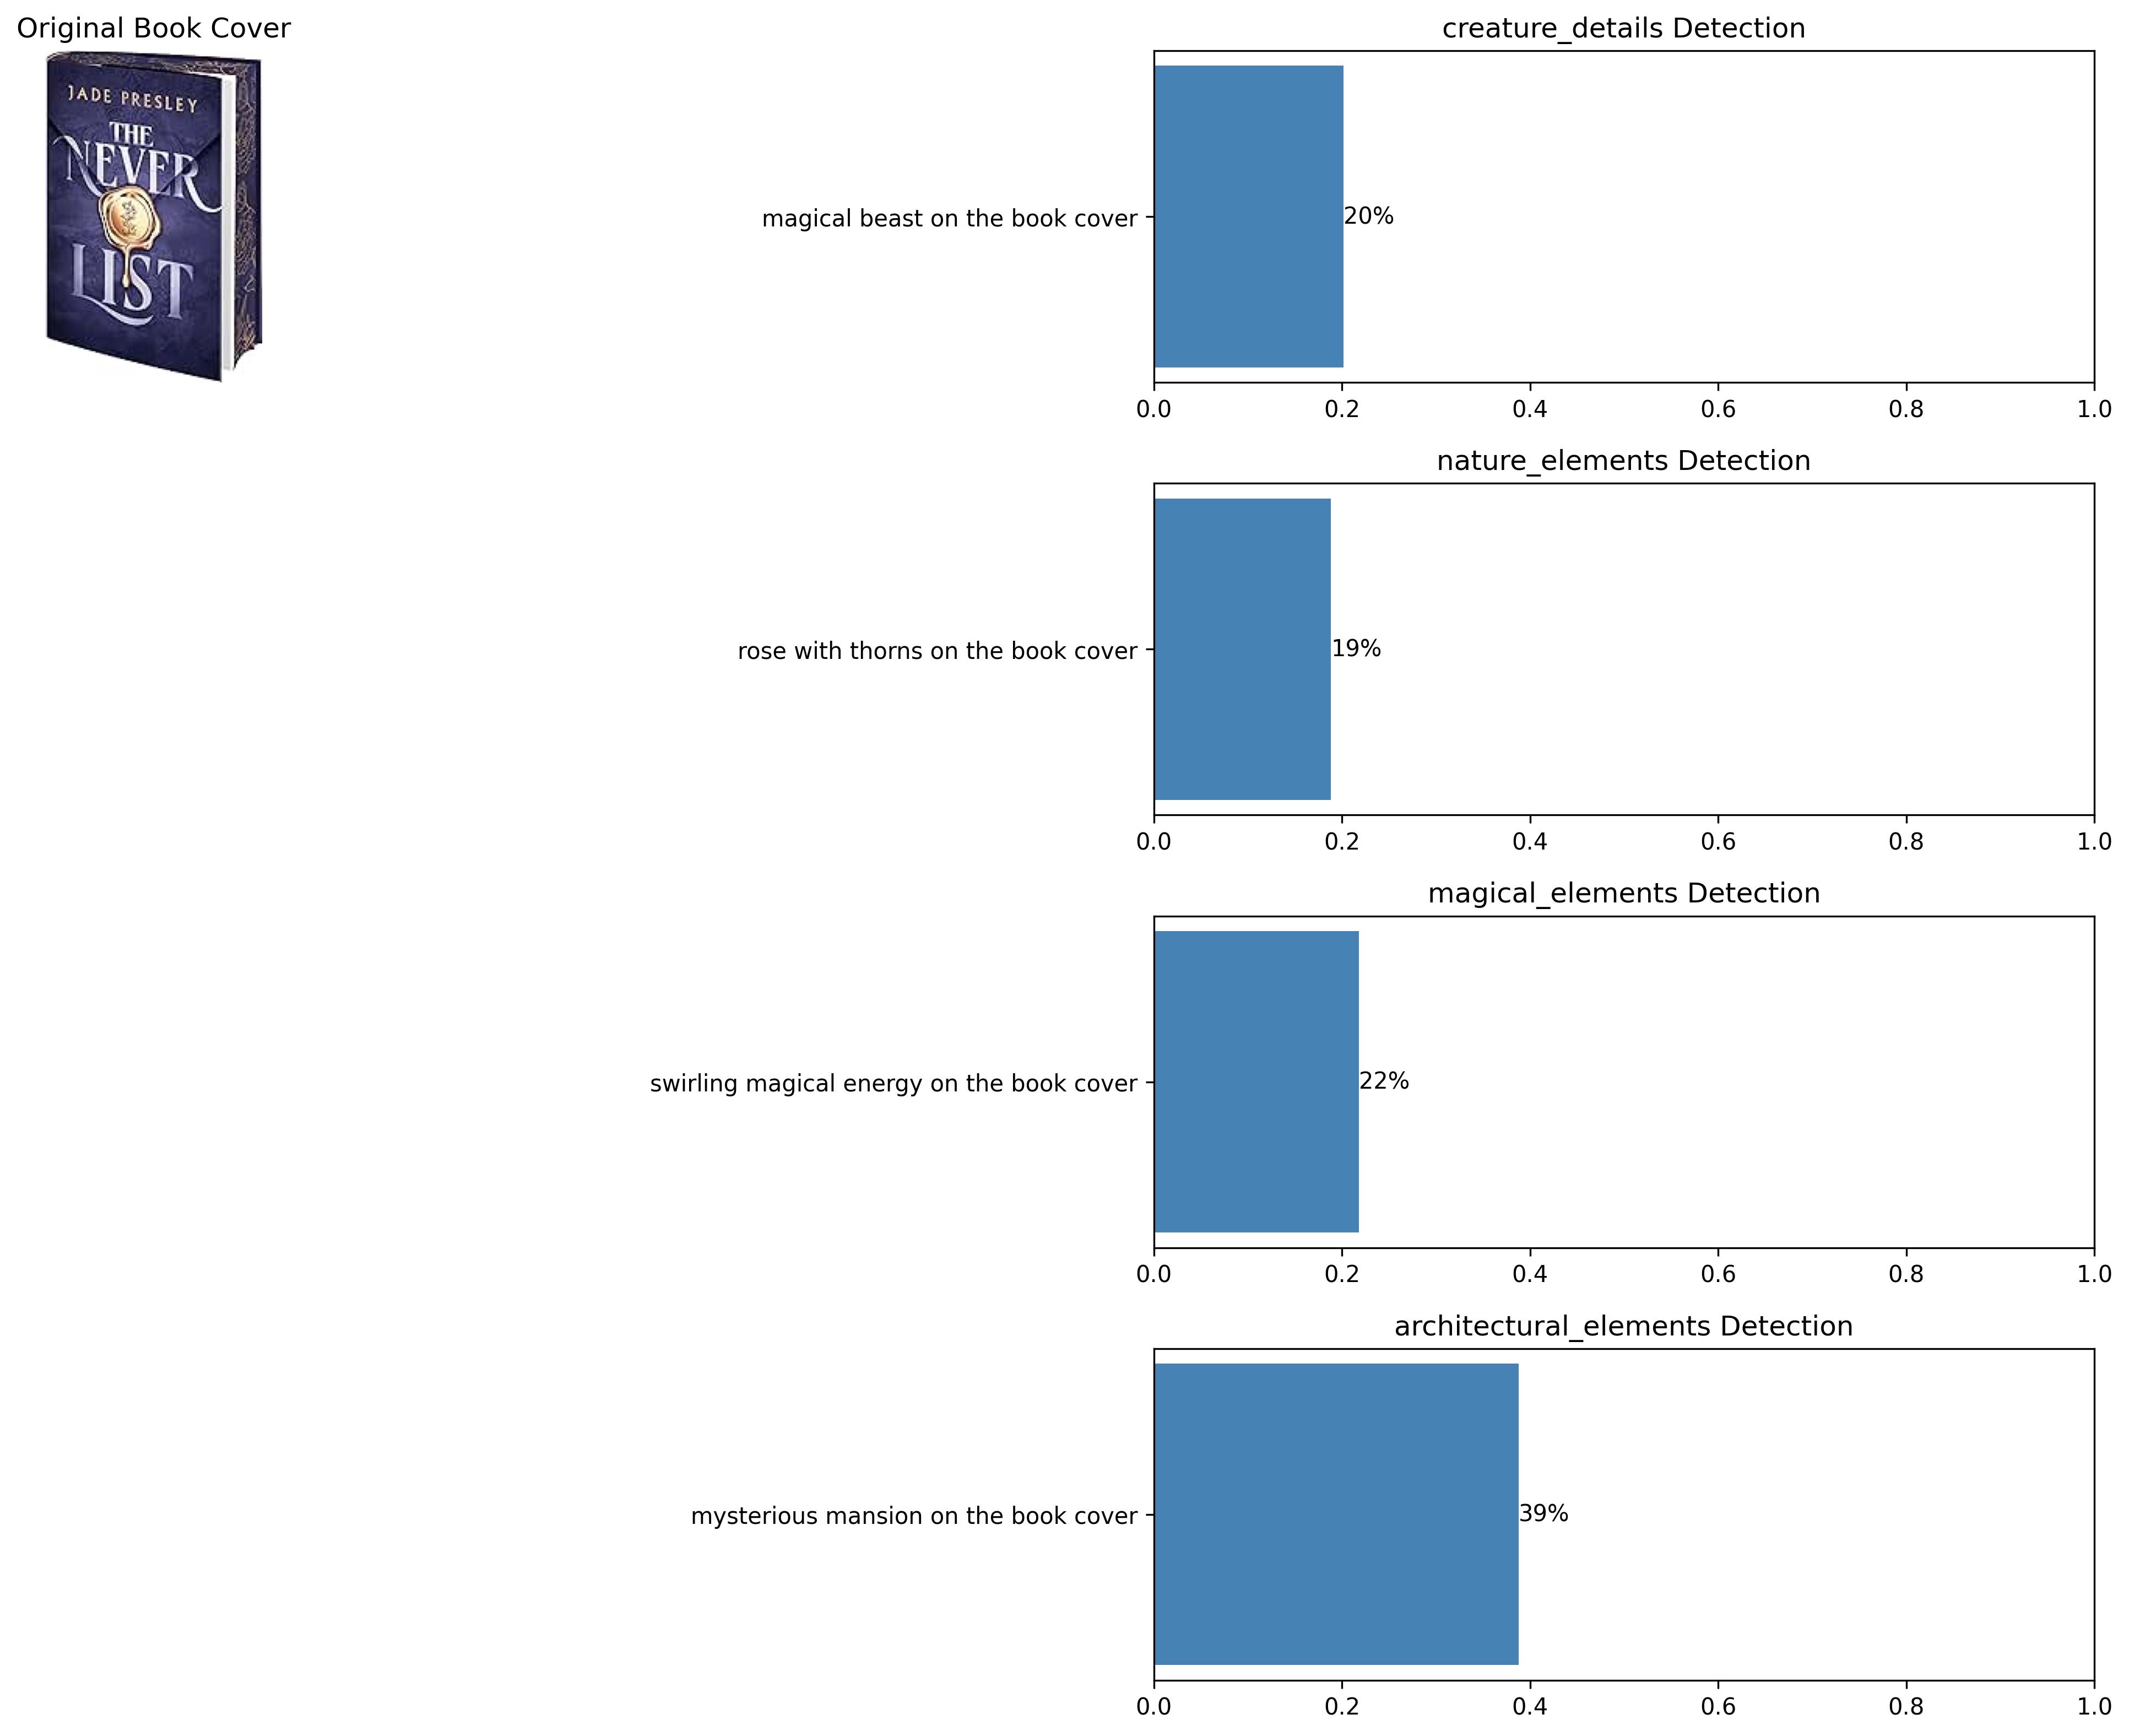 Original Book Cover
JADE PRESLEY
THE
NEVER
LIST
creature_details Detection
magical beast on the book cover
20%
0.0 0.2 0.4 0.6 0.8 1.0
nature_elements Detection
rose with thorns on the book cover
19%
0.0 0.2 0.4 0.6 0.8 1.0
magical_elements Detection
swirling magical energy on the book cover
22%
0.0 0.2 0.4 0.6 0.8 1.0
architectural_elements Detection
mysterious mansion on the book cover
39%
0.0 0.2 0.4 0.6 0.8 1.0